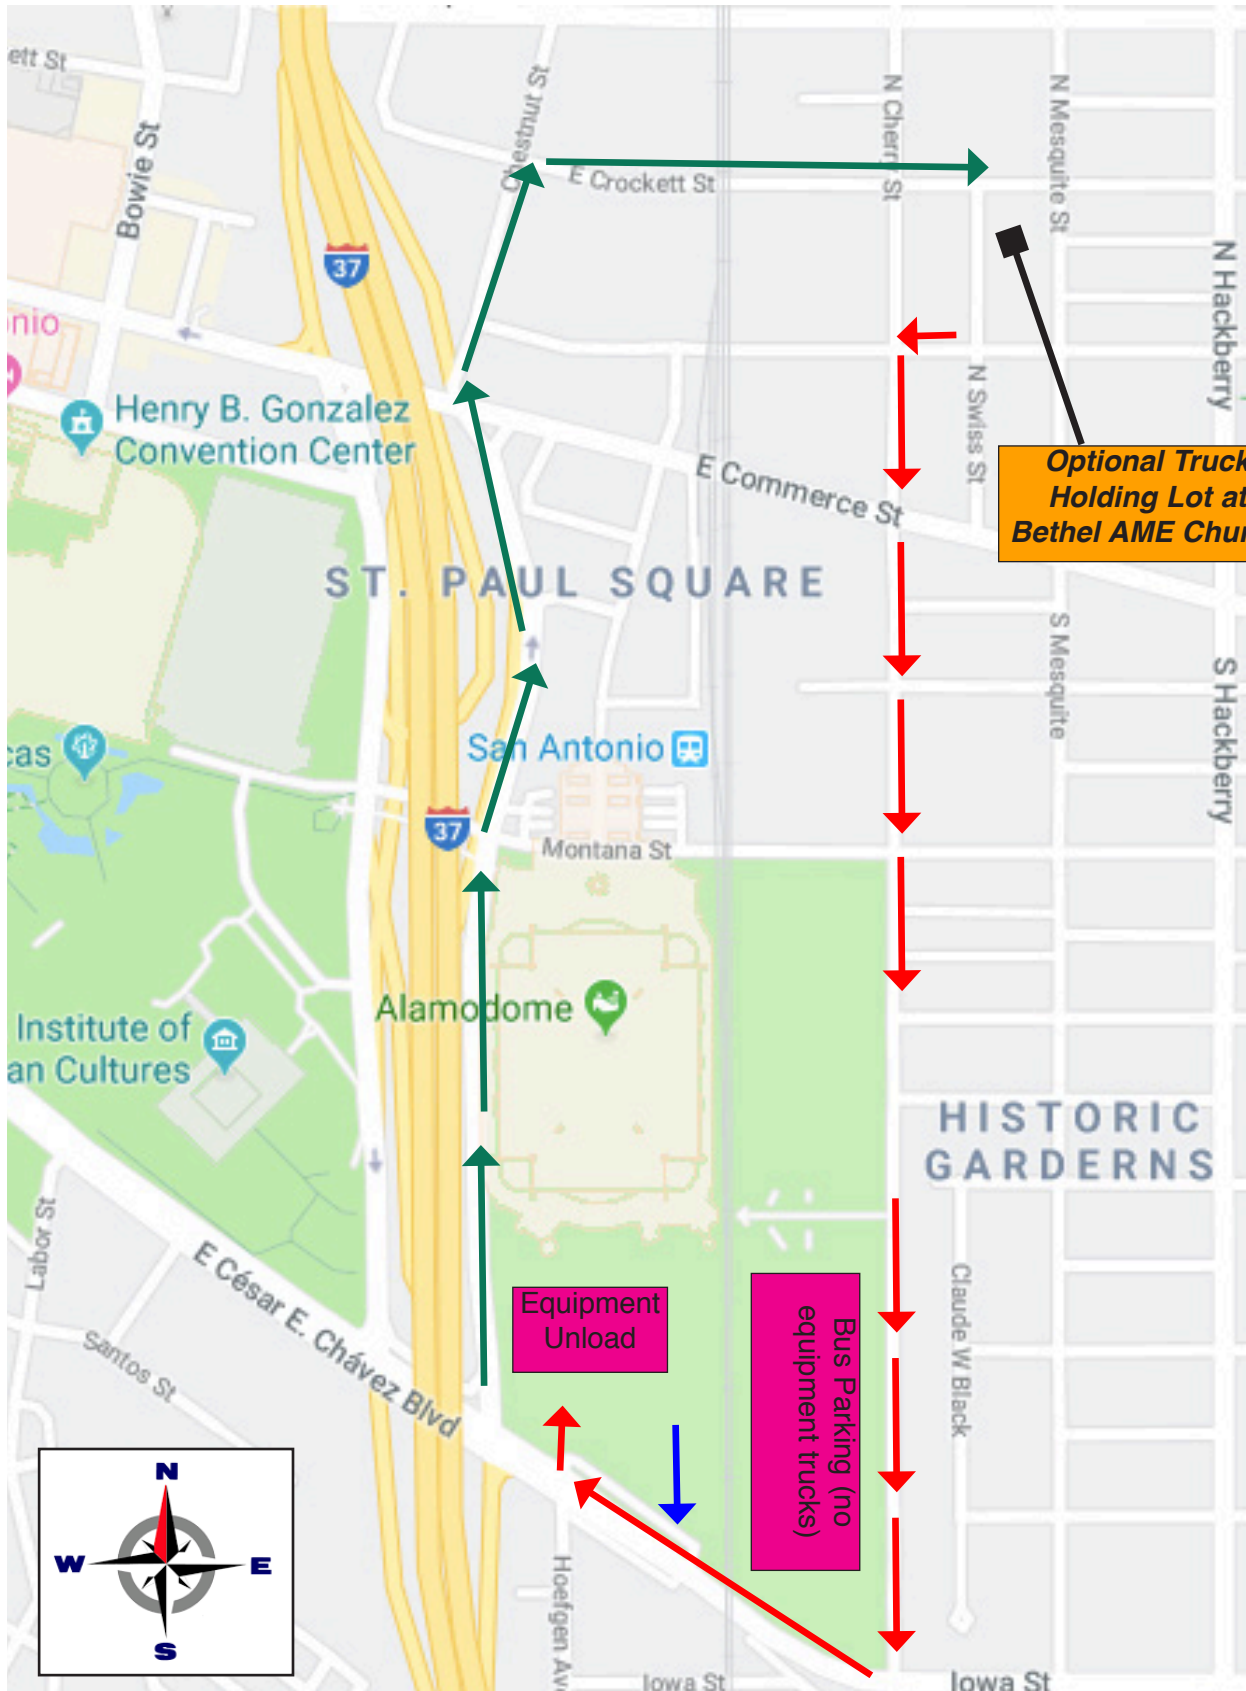 ett St
Bowie St
Chestnut St
N Cherry St
N Mesquite St
E Crockett St
37
N Hackberry
nio
Henry B. Gonzalez
Convention Center
N Swiss St
E Commerce St
Optional Truck
Holding Lot at
Bethel AME Chur
ST. PAUL SQUARE
S Mesquite
S Hackberry
cas
San Antonio
37
Montana St
Alamodome
Institute of
an Cultures
HISTORIC
GARDERNS
Labor St
E César E. Chávez Blvd
Santos St
Equipment
Unload
Bus Parking (no
equipment trucks)
Claude W Black
N
W
E
S
Hoefgen Av
Iowa St
Iowa St